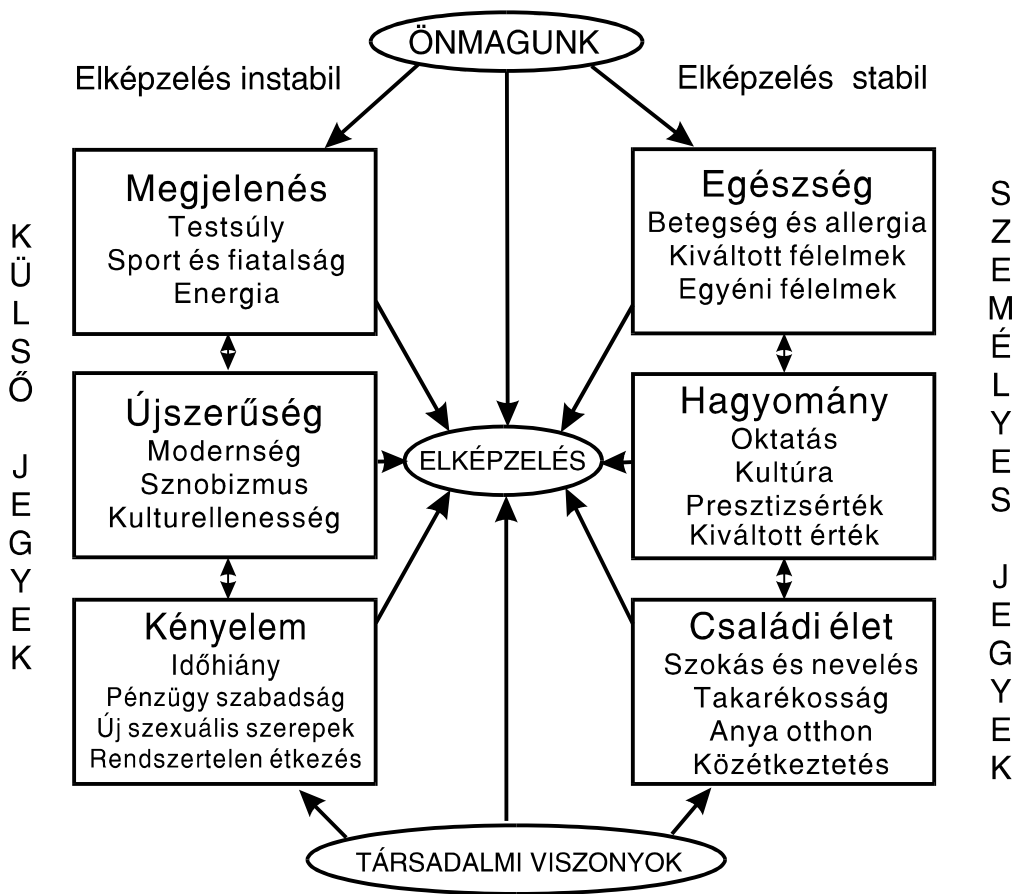 ÖNMAGUNK
Elképzelés instabil
Elképzelés stabil
KÜLSŐ JEGYEK
Megjelenés
Testsúly
Sport és fiatalság
Energia
Újszerűség
Modernség
Sznobizmus
Kulturellenesség
Kényelem
Időhiány
Pénzügy szabadság
Új szexuális szerepek
Rendszertelen étkezés
ELKÉPZELÉS
Egészség
Betegség és allergia
Kiváltott félelmek
Egyéni félelmek
Hagyomány
Oktatás
Kultúra
Presztizsérték
Kiváltott érték
Családi élet
Szokás és nevelés
Takarékosság
Anya otthon
Közétkeztetés
SZEMÉLYES JEGYEK
TÁRSADALMI VISZONYOK